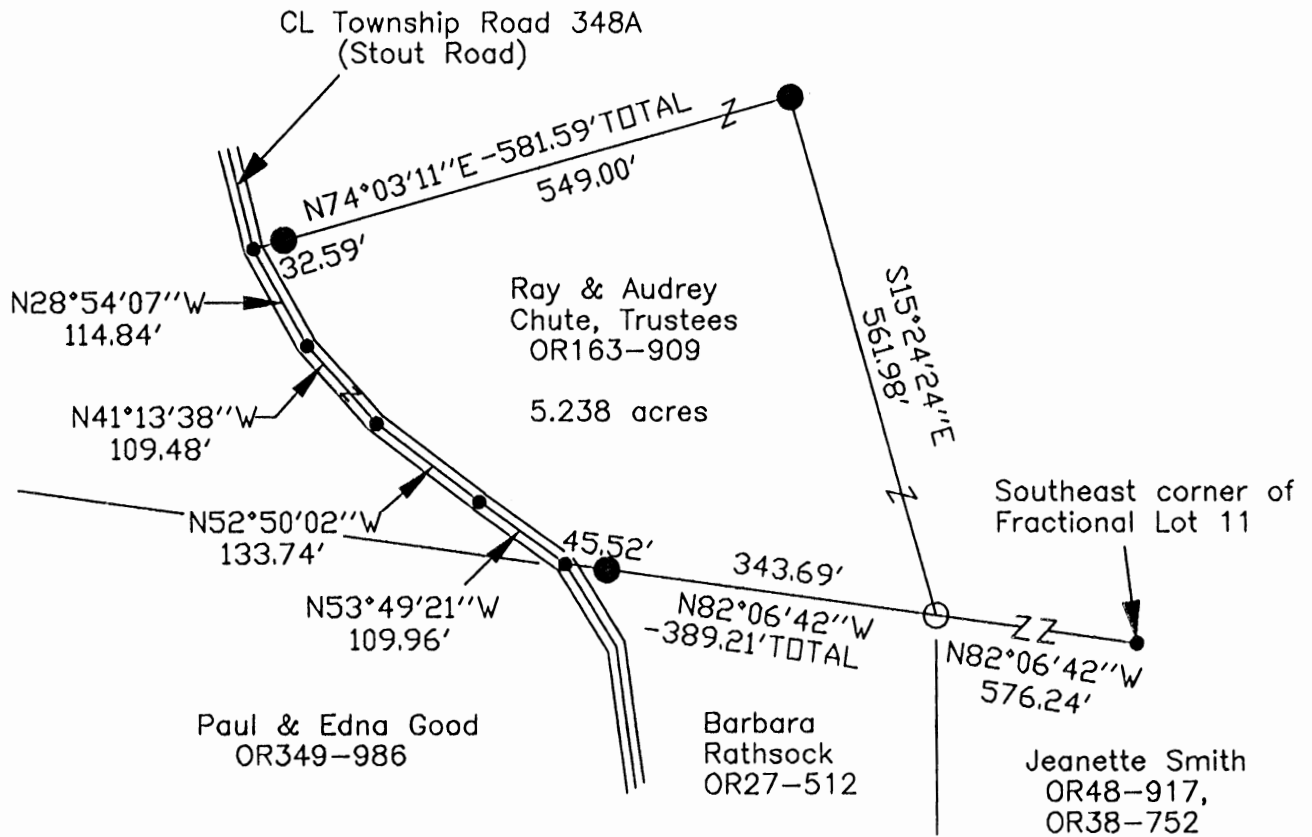 CL Township Road 348A
(Stout Road)
N74°03'11"E-581.59'TOTAL
549.00'
32.59'
N28°54'07"W
114.84'
Ray & Audrey
Chute, Trustees
OR163-909
5.238 acres
S15°24'24"E
561.98'
N41°13'38"W
109.48'
Southeast corner of
Fractional Lot 11
N52°50'02"W
133.74'
45.52'
343.69'
N82°06'42"W
-389.21'TOTAL
N53°49'21"W
109.96'
N82°06'42"W
576.24'
Paul & Edna Good
OR349-986
Barbara
Rathsock
OR27-512
Jeanette Smith
OR48-917,
OR38-752